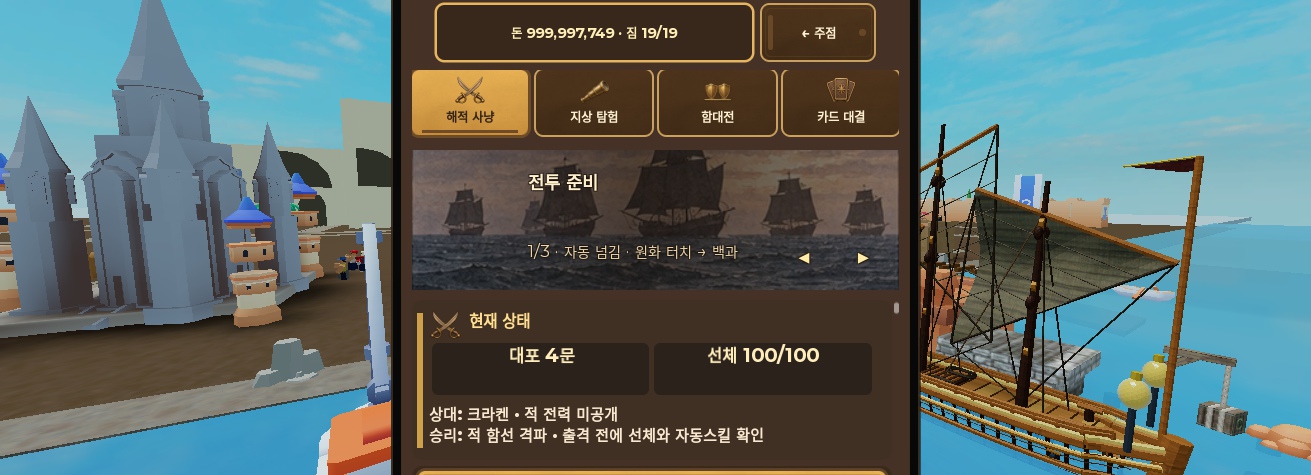 돈 999,997,749 · 짐 19/19
← 주점
해적 사냥
지상 탐험
함대전
카드 대결
전투 준비
1/3 · 자동 넘김 · 원화 터치 → 백과
◀ ▶
현재 상태
대포 4문
선체 100/100
상대: 크라켄 • 적 전력 미공개
승리: 적 함선 격파 • 출격 전에 선체와 자동스킬 확인